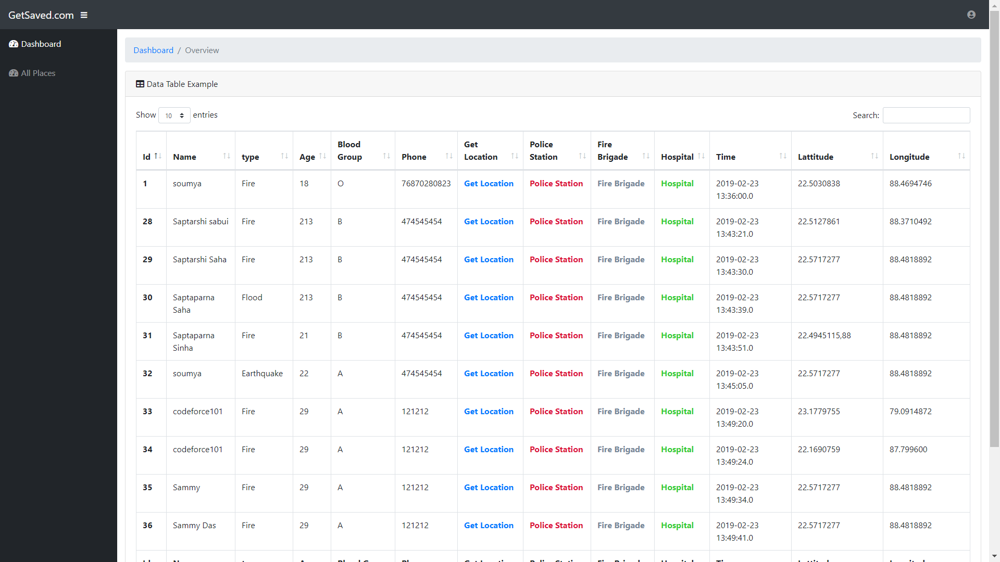 GetSaved.com
Dashboard
All Places
Dashboard / Overview
Data Table Example
Show 10 entries
Search:
Id Name type Age Blood Group Phone Get Location Police Station Fire Brigade Hospital Time Lattitude Longitude
1 soumya Fire 18 O 76870280823 Get Location Police Station Fire Brigade Hospital 2019-02-23 13:36:00.0 22.5030838 88.4694746
28 Saptarshi sabui Fire 213 B 474545454 Get Location Police Station Fire Brigade Hospital 2019-02-23 13:43:21.0 22.5127861 88.3710492
29 Saptarshi Saha Fire 213 B 474545454 Get Location Police Station Fire Brigade Hospital 2019-02-23 13:43:30.0 22.5717277 88.4818892
30 Saptaparna Saha Flood 213 B 474545454 Get Location Police Station Fire Brigade Hospital 2019-02-23 13:43:39.0 22.5717277 88.4818892
31 Saptaparna Sinha Fire 21 B 474545454 Get Location Police Station Fire Brigade Hospital 2019-02-23 13:43:51.0 22.4945115,88 88.4818892
32 soumya Earthquake 22 A 474545454 Get Location Police Station Fire Brigade Hospital 2019-02-23 13:45:05.0 22.5717277 88.4818892
33 codeforce101 Fire 29 A 121212 Get Location Police Station Fire Brigade Hospital 2019-02-23 13:49:20.0 23.1779755 79.0914872
34 codeforce101 Fire 29 A 121212 Get Location Police Station Fire Brigade Hospital 2019-02-23 13:49:24.0 22.1690759 87.799600
35 Sammy Fire 29 A 121212 Get Location Police Station Fire Brigade Hospital 2019-02-23 13:49:34.0 22.5717277 88.4818892
36 Sammy Das Fire 29 A 121212 Get Location Police Station Fire Brigade Hospital 2019-02-23 13:49:41.0 22.5717277 88.4818892